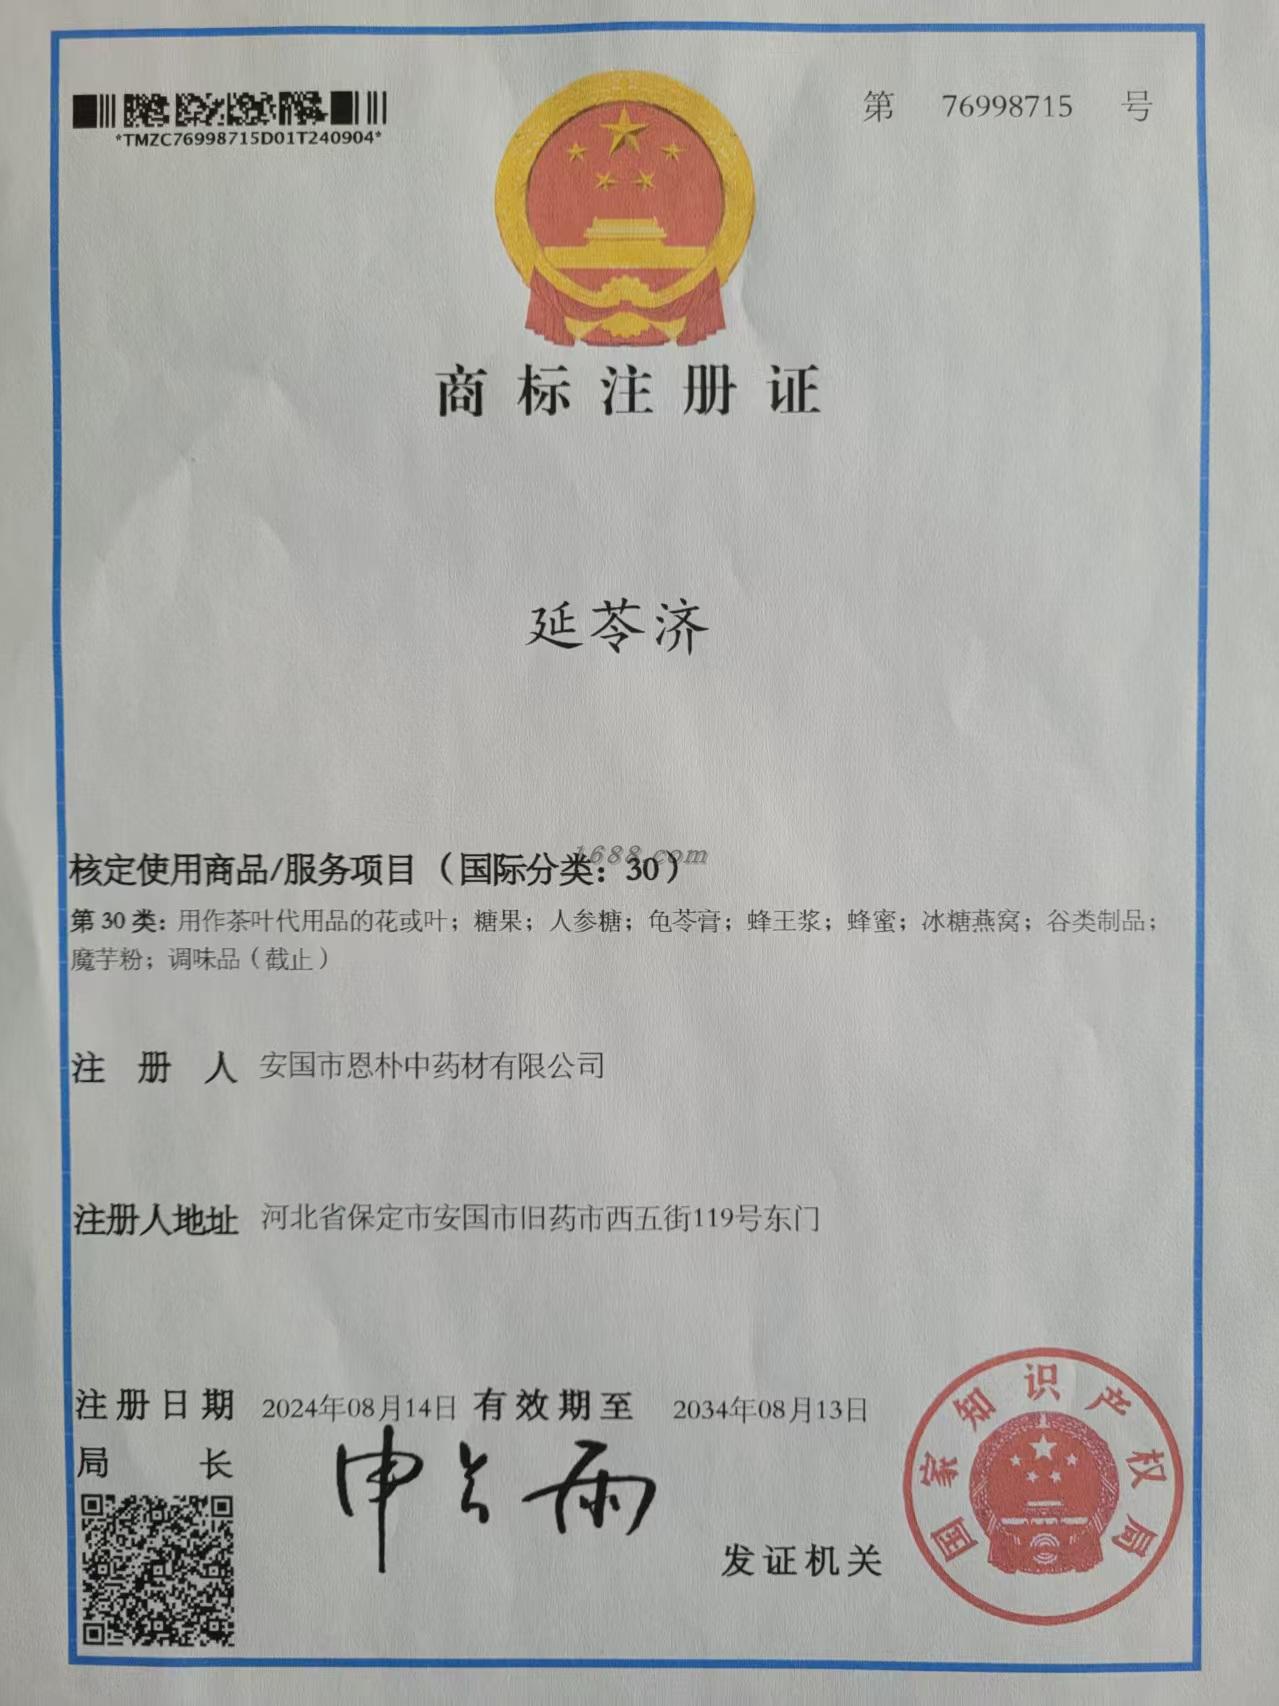 *TMZC76998715D01T240904*
第 76998715 号
商标注册证
延苓济
1688.com
核定使用商品/服务项目（国际分类：30）
第 30 类：用作茶叶代用品的花或叶；糖果；人参糖；龟苓膏；蜂王浆；蜂蜜；冰糖燕窝；谷类制品；
魔芋粉；调味品（截止）
注册人 安国市恩朴中药材有限公司
注册人地址 河北省保定市安国市旧药市西五街119号东门
注册日期 2024年08月14日 有效期至 2034年08月13日
局长 申长雨
发证机关
国家知识产权局